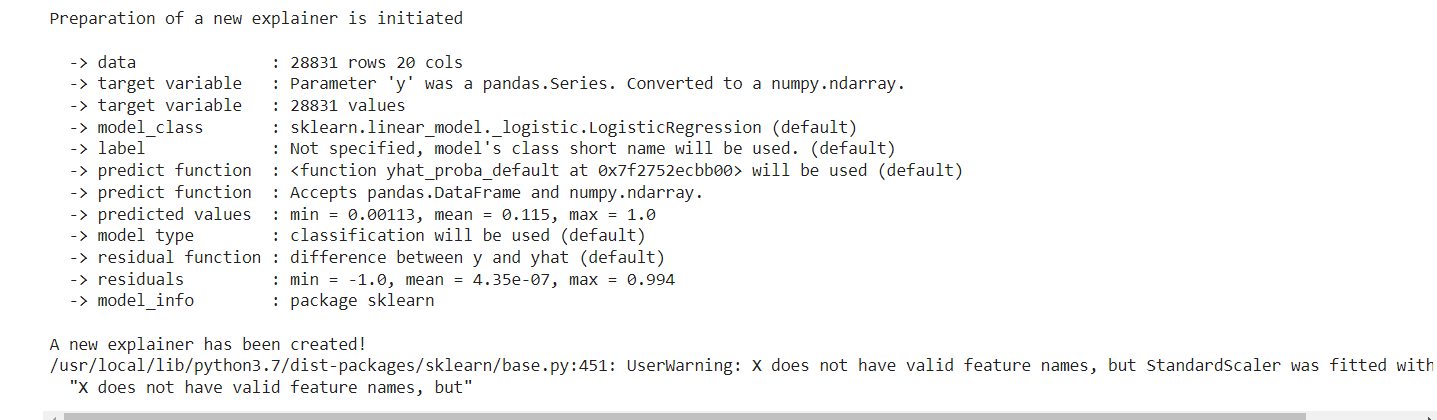 Preparation of a new explainer is initiated
-> data : 28831 rows 20 cols
-> target variable : Parameter 'y' was a pandas.Series. Converted to a numpy.ndarray.
-> target variable : 28831 values
-> model_class : sklearn.linear_model._logistic.LogisticRegression (default)
-> label : Not specified, model's class short name will be used. (default)
-> predict function : <function yhat_proba_default at 0x7f2752ecbb00> will be used (default)
-> predict function : Accepts pandas.DataFrame and numpy.ndarray.
-> predicted values : min = 0.00113, mean = 0.115, max = 1.0
-> model type : classification will be used (default)
-> residual function : difference between y and yhat (default)
-> residuals : min = -1.0, mean = 4.35e-07, max = 0.994
-> model_info : package sklearn
A new explainer has been created!
/usr/local/lib/python3.7/dist-packages/sklearn/base.py:451: UserWarning: X does not have valid feature names, but StandardScaler was fitted with
"X does not have valid feature names, but"